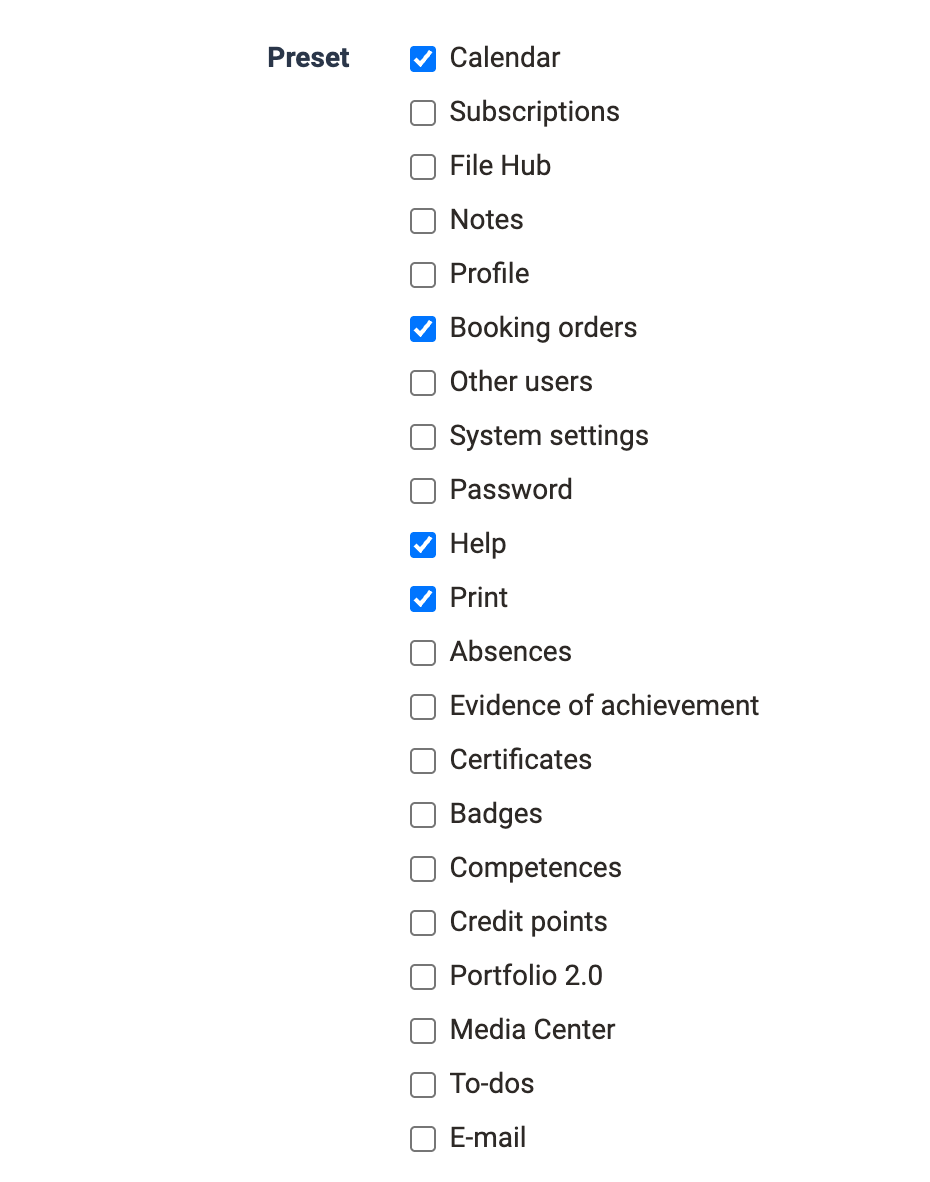 Preset
Calendar
Subscriptions
File Hub
Notes
Profile
Booking orders
Other users
System settings
Password
Help
Print
Absences
Evidence of achievement
Certificates
Badges
Competences
Credit points
Portfolio 2.0
Media Center
To-dos
E-mail